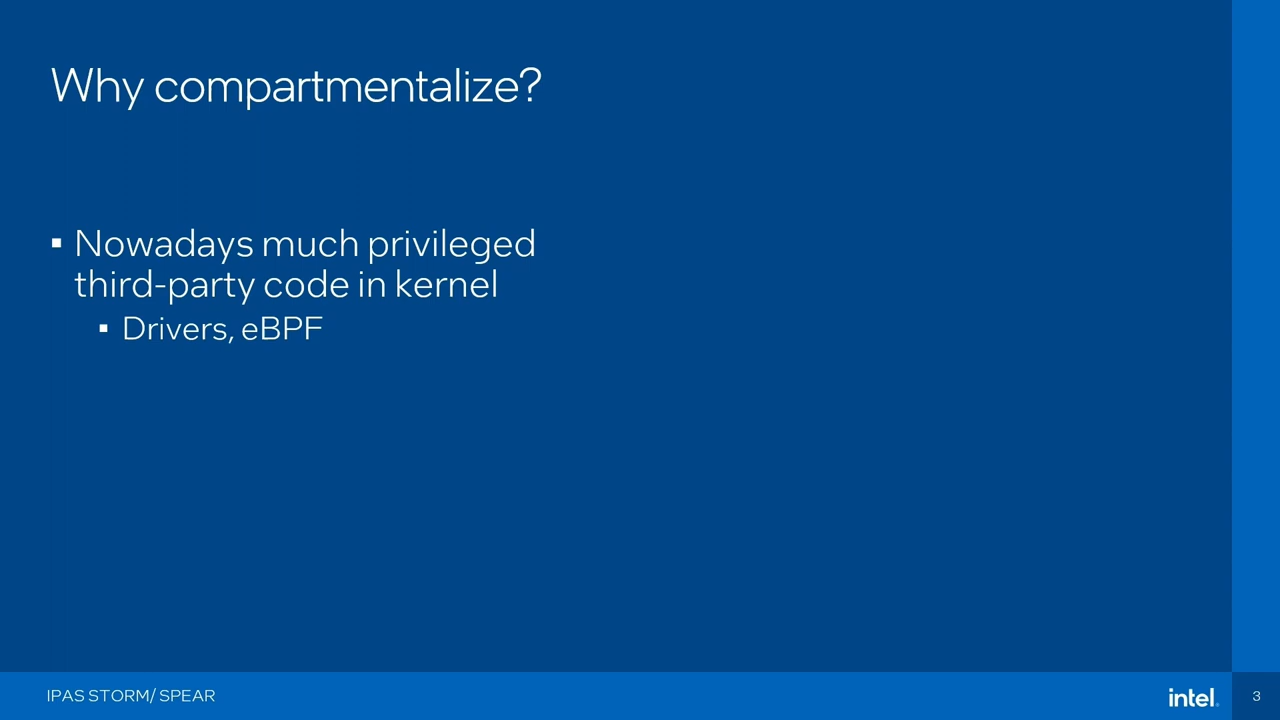 Why compartmentalize?
▪ Nowadays much privileged
third-party code in kernel
▪ Drivers, eBPF
IPAS STORM/ SPEAR
intel.
3